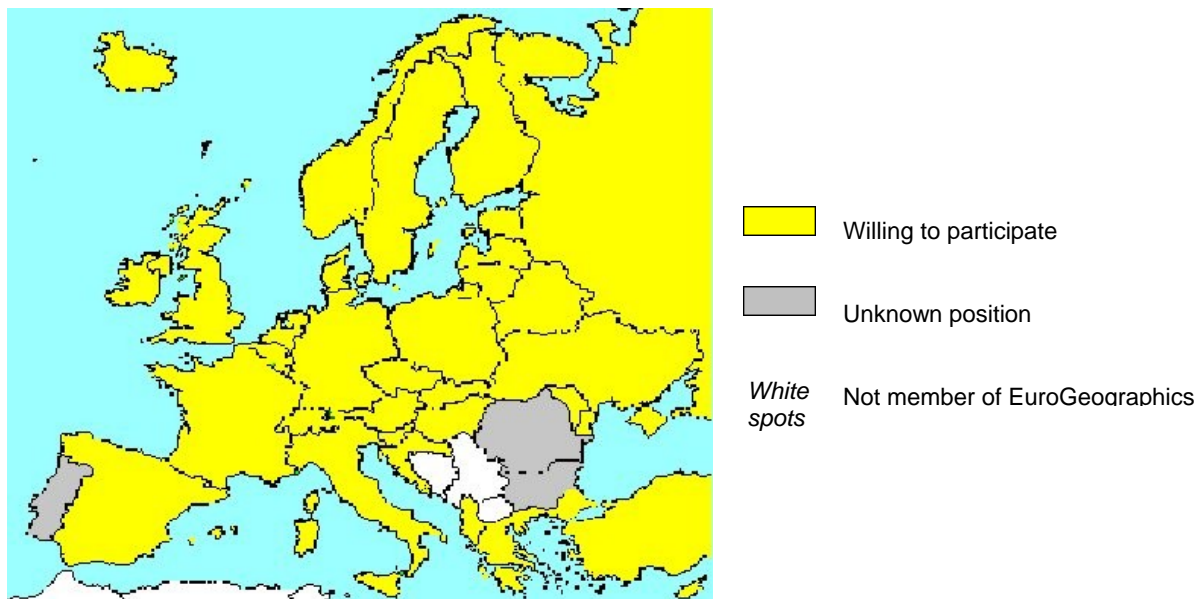 Willing to participate
Unknown position
White
spots
Not member of EuroGeographics